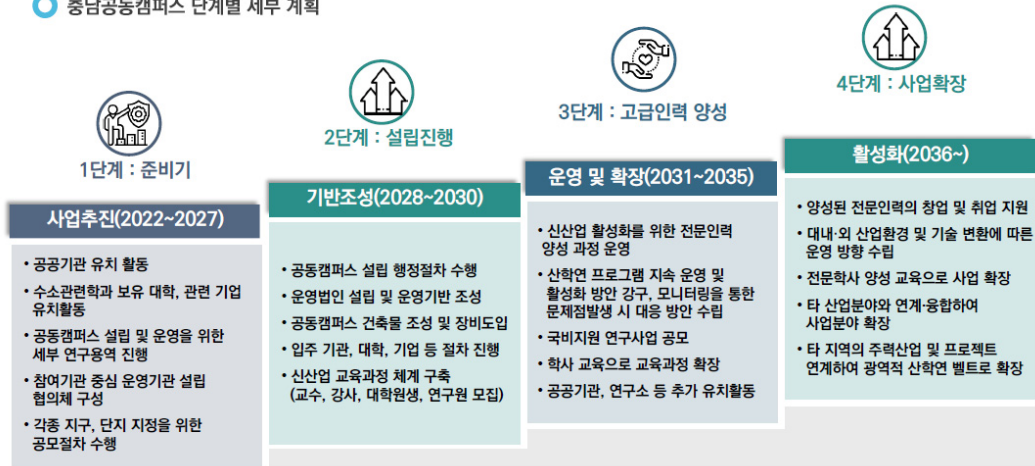 충남공동캠퍼스 단계별 세부 계획
1단계 : 준비기
사업추진(2022~2027)
• 공공기관 유치 활동
• 수소관련학과 보유 대학, 관련 기업
유치활동
• 공동캠퍼스 설립 및 운영을 위한
세부 연구용역 진행
• 참여기관 중심 운영기관 설립
협의체 구성
• 각종 지구, 단지 지정을 위한
공모절차 수행
2단계 : 설립진행
기반조성(2028~2030)
• 공동캠퍼스 설립 행정절차 수행
• 운영법인 설립 및 운영기반 조성
• 공동캠퍼스 건축물 조성 및 장비도입
• 입주 기관, 대학, 기업 등 절차 진행
• 신산업 교육과정 체계 구축
(교수, 강사, 대학원생, 연구원 모집)
3단계 : 고급인력 양성
운영 및 확장(2031~2035)
• 신산업 활성화를 위한 전문인력
양성 과정 운영
• 산학연 프로그램 지속 운영 및
활성화 방안 강구, 모니터링을 통한
문제점발생 시 대응 방안 수립
• 국비지원 연구사업 공모
• 학사 교육으로 교육과정 확장
• 공공기관, 연구소 등 추가 유치활동
4단계 : 사업확장
활성화(2036~)
• 양성된 전문인력의 창업 및 취업 지원
• 대내·외 산업환경 및 기술 변환에 따른
운영 방향 수립
• 전문학사 양성 교육으로 사업 확장
• 타 산업분야와 연계·융합하여
사업분야 확장
• 타 지역의 주력산업 및 프로젝트
연계하여 광역적 산학연 벨트로 확장